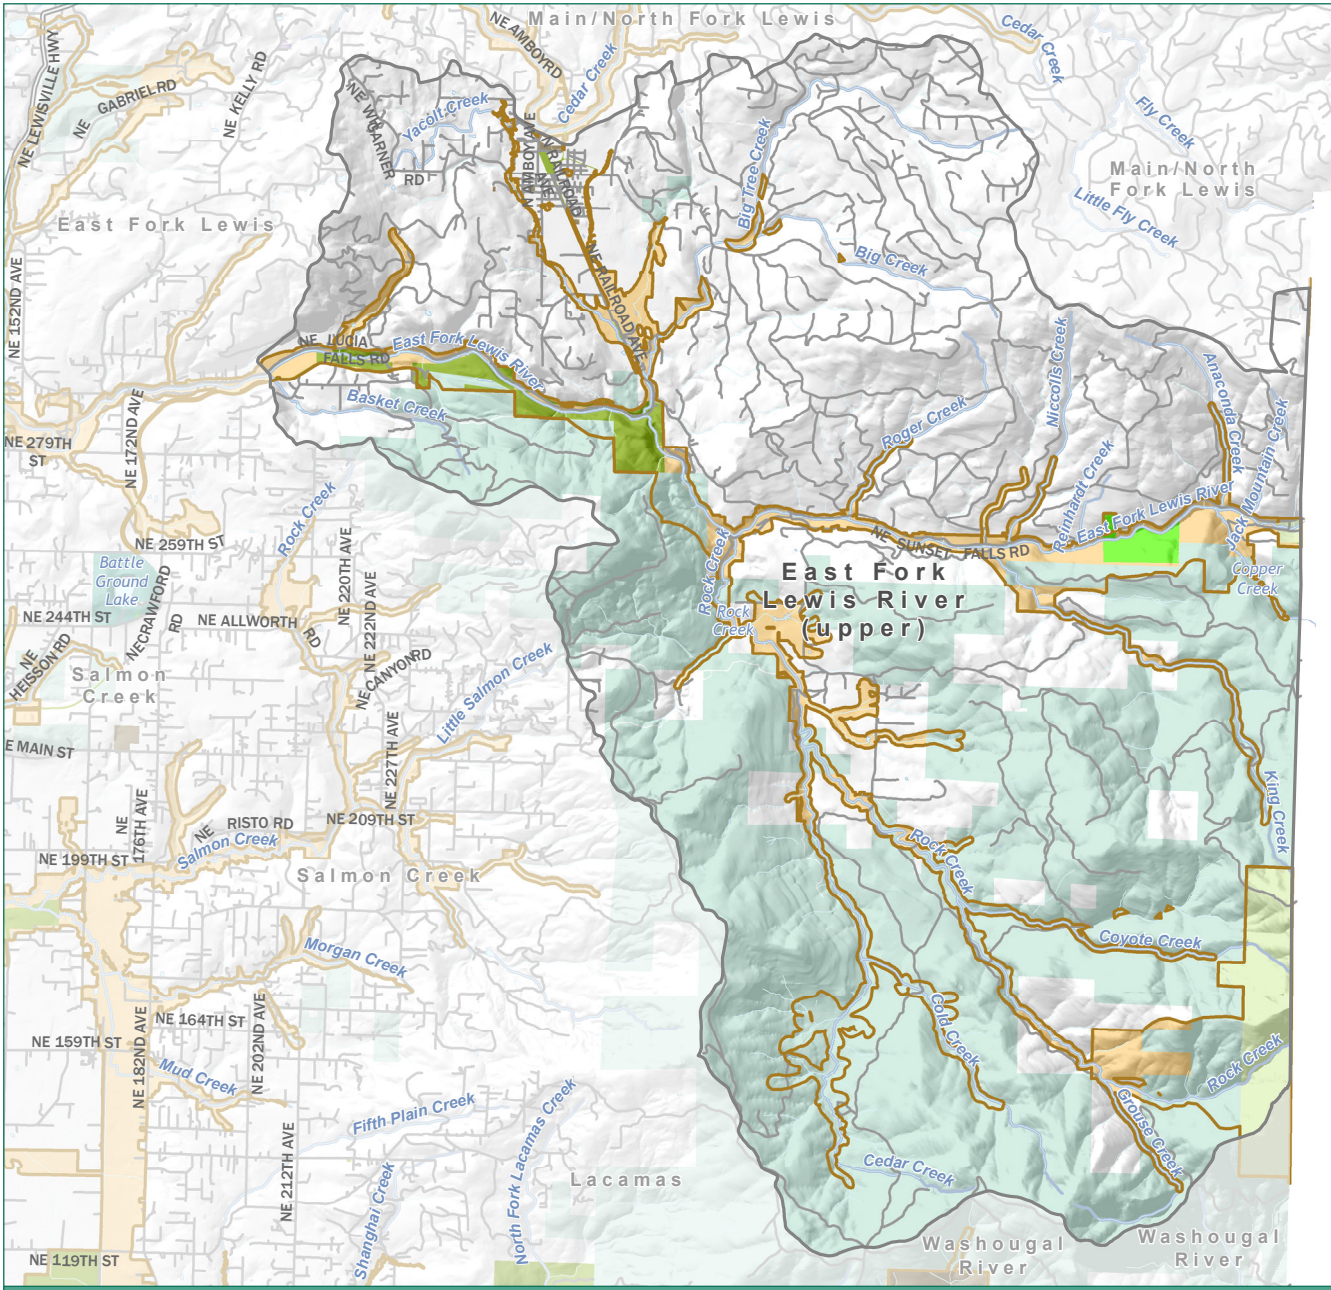 Main/North Fork Lewis
NE AMBOYRD
Cedar Creek
Cedar Creek
NE LEWISVILLE HWY
NE GABRIEL RD
NE KELLY RD
NE WILGARNER
RD
Yacolt Creek
N AMBOY AVE
N RAILROAD
AVE
Big Tree Creek
Fly Creek
Main/North
Fork Lewis
Little Fly Creek
East Fork Lewis
NE RAILROAD AVE
Big Creek
NE 152ND AVE
NE LUCIA
FALLS RD
East Fork Lewis River
Basket Creek
NE 172ND AVE
NE 279TH
ST
Roger Creek
Niccolls Creek
Anaconda Creek
Jack Mountain Creek
Reinhardt Creek
East Fork Lewis River
NE SUNSET FALLS RD
Rock Creek
NE 259TH ST
NE 220TH AVE
Battle
Ground
Lake
NE 222ND AVE
Rock Creek
East Fork
Lewis River
(upper)
Copper
Creek
NE 244TH ST
NECRAWFORD
RD
NE ALLWORTH
RD
Rock
Creek
NE
HEISSON RD
Salmon
Creek
NE CANYONRD
Little Salmon Creek
E MAIN ST
NE 227TH AVE
King Creek
NE
176TH AVE
NE RISTO RD
NE 209TH ST
Salmon Creek
NE 199TH ST
Salmon Creek
Rock Creek
Morgan Creek
Coyote Creek
NE 164TH ST
NE 202ND AVE
NE 159TH ST
NE 182ND AVE
Mud Creek
Cold Creek
Rock Creek
Grouse Creek
Fifth Plain Creek
North Fork Lacamas Creek
NE 212TH AVE
Shanghai Creek
Lacamas
Cedar Creek
Washougal
River
Washougal
River
NE 119TH ST